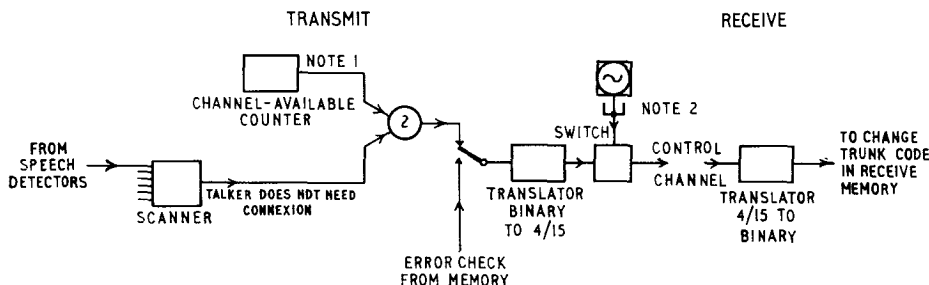 TRANSMIT
RECEIVE
NOTE 1
CHANNEL-AVAILABLE
COUNTER
2
NOTE 2
FROM
SPEECH
DETECTORS
SCANNER
TALKER DOES NOT NEED
CONNEXION
ERROR CHECK
FROM MEMORY
TRANSLATOR
BINARY
TO 4/15
SWITCH
CONTROL
CHANNEL
TRANSLATOR
4/15 TO
BINARY
TO CHANGE
TRUNK CODE
IN RECEIVE
MEMORY